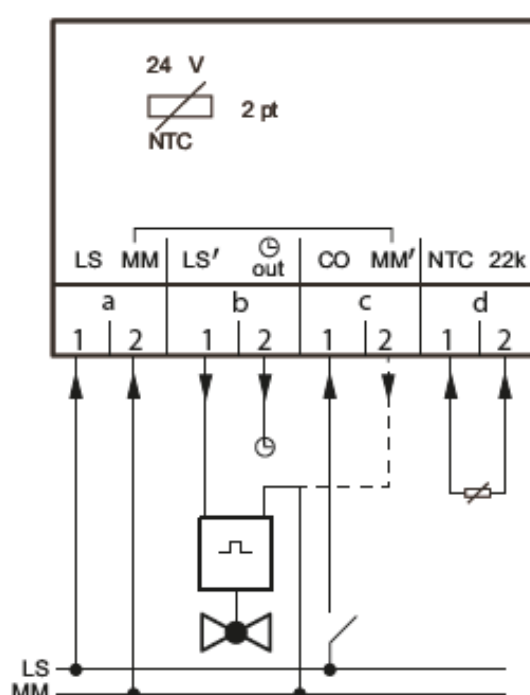 24 V
2 pt
NTC
LS MM LS′ out CO MM′ NTC 22k
a b c d
1 2 1 2 1 2 1 2
LS
MM